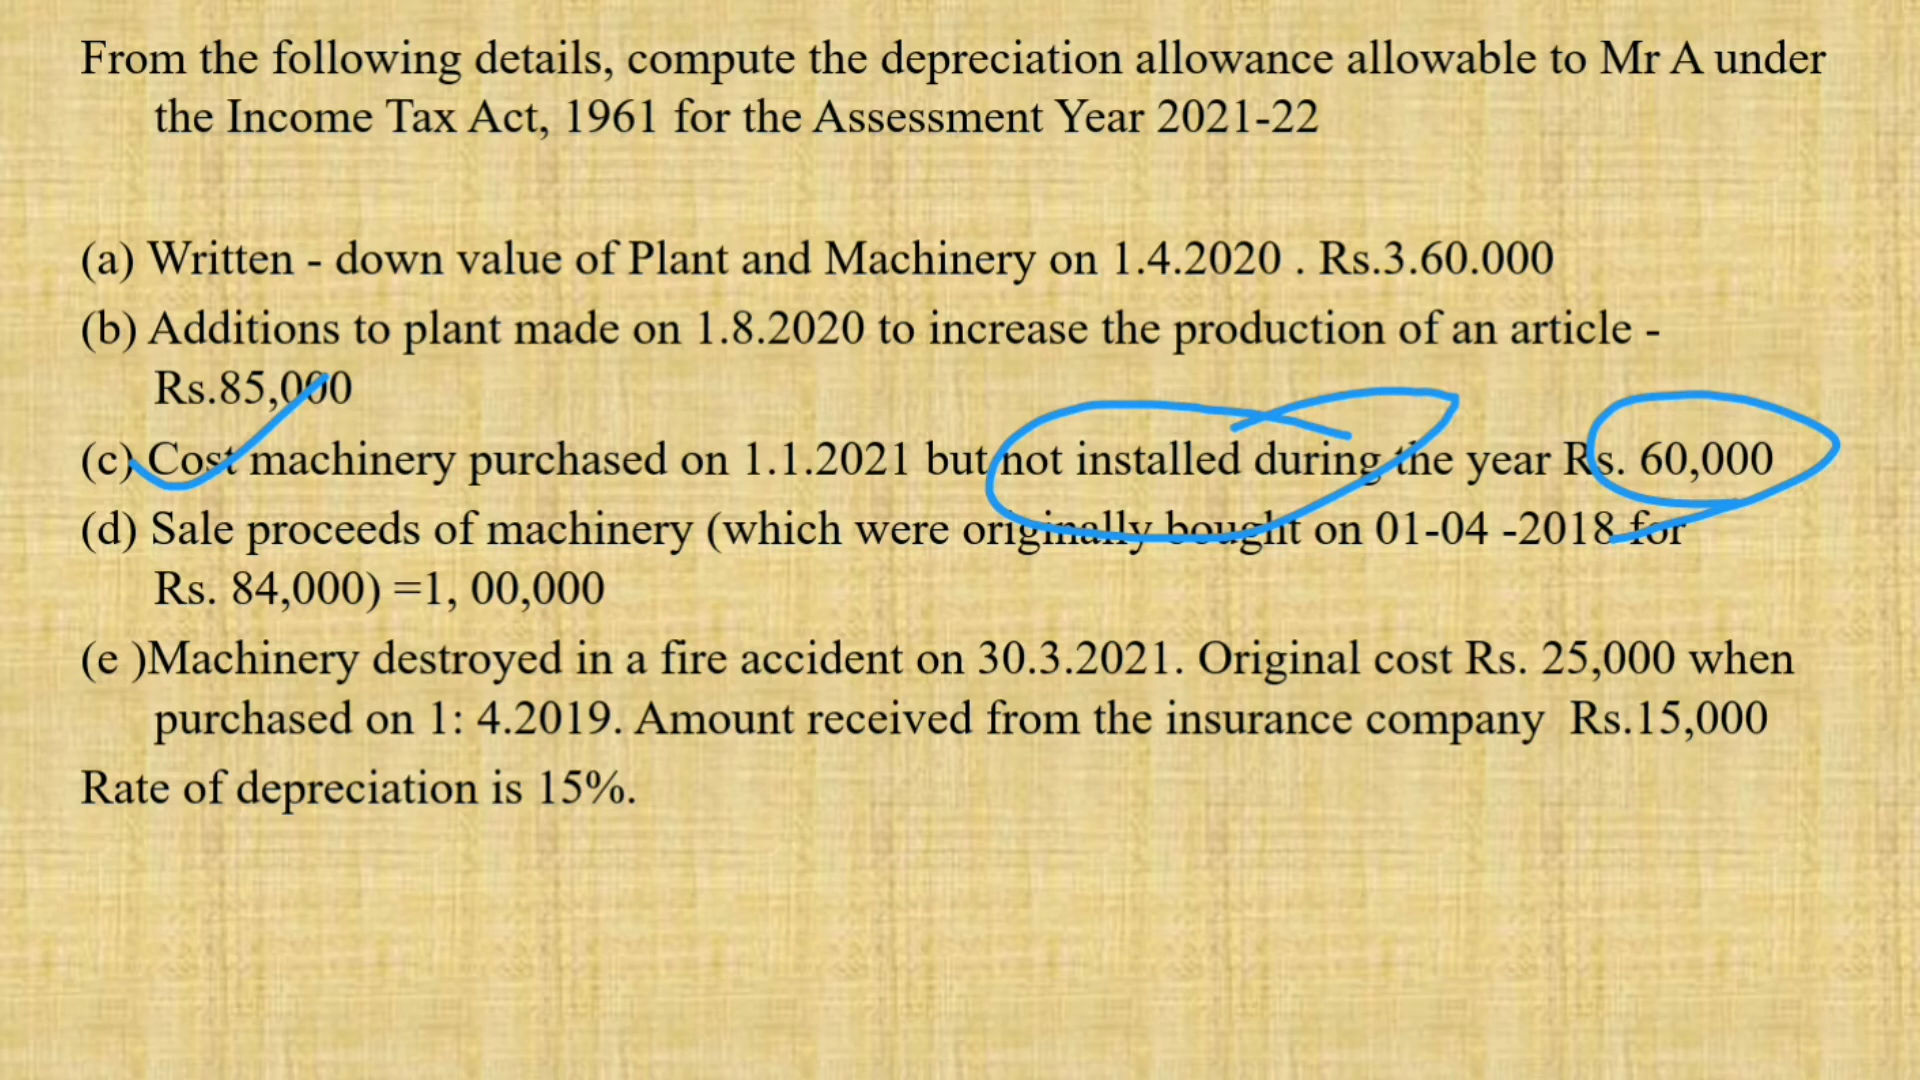 From the following details, compute the depreciation allowance allowable to Mr A under
the Income Tax Act, 1961 for the Assessment Year 2021-22
(a) Written - down value of Plant and Machinery on 1.4.2020 . Rs.3.60.000
(b) Additions to plant made on 1.8.2020 to increase the production of an article -
Rs.85,000
(c) Cost machinery purchased on 1.1.2021 but not installed during the year Rs. 60,000
(d) Sale proceeds of machinery (which were originally bought on 01-04 -2018 for
Rs. 84,000) =1, 00,000
(e )Machinery destroyed in a fire accident on 30.3.2021. Original cost Rs. 25,000 when
purchased on 1: 4.2019. Amount received from the insurance company Rs.15,000
Rate of depreciation is 15%.